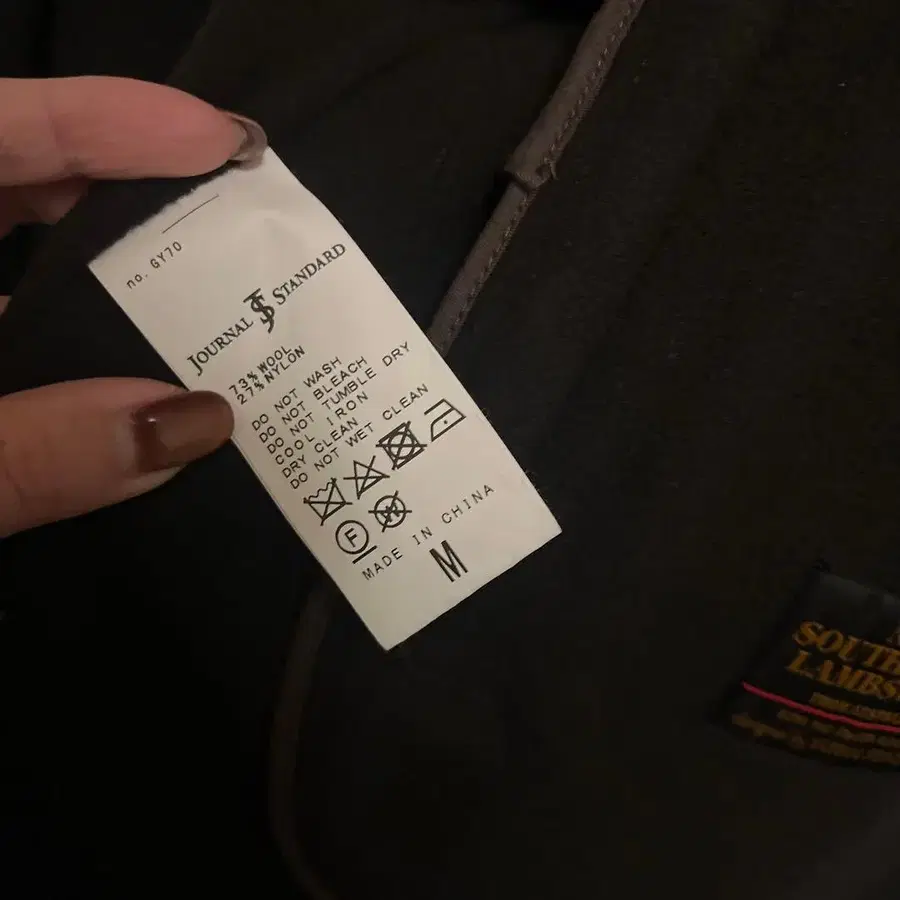 no. GY70
JOURNAL JS STANDARD
73% WOOL
27% NYLON
DO NOT WASH
DO NOT BLEACH
DO NOT TUMBLE DRY
COOL IRON
DRY CLEAN
DO NOT WET CLEAN
F W
MADE IN CHINA
M
SOUTH
LAMBS